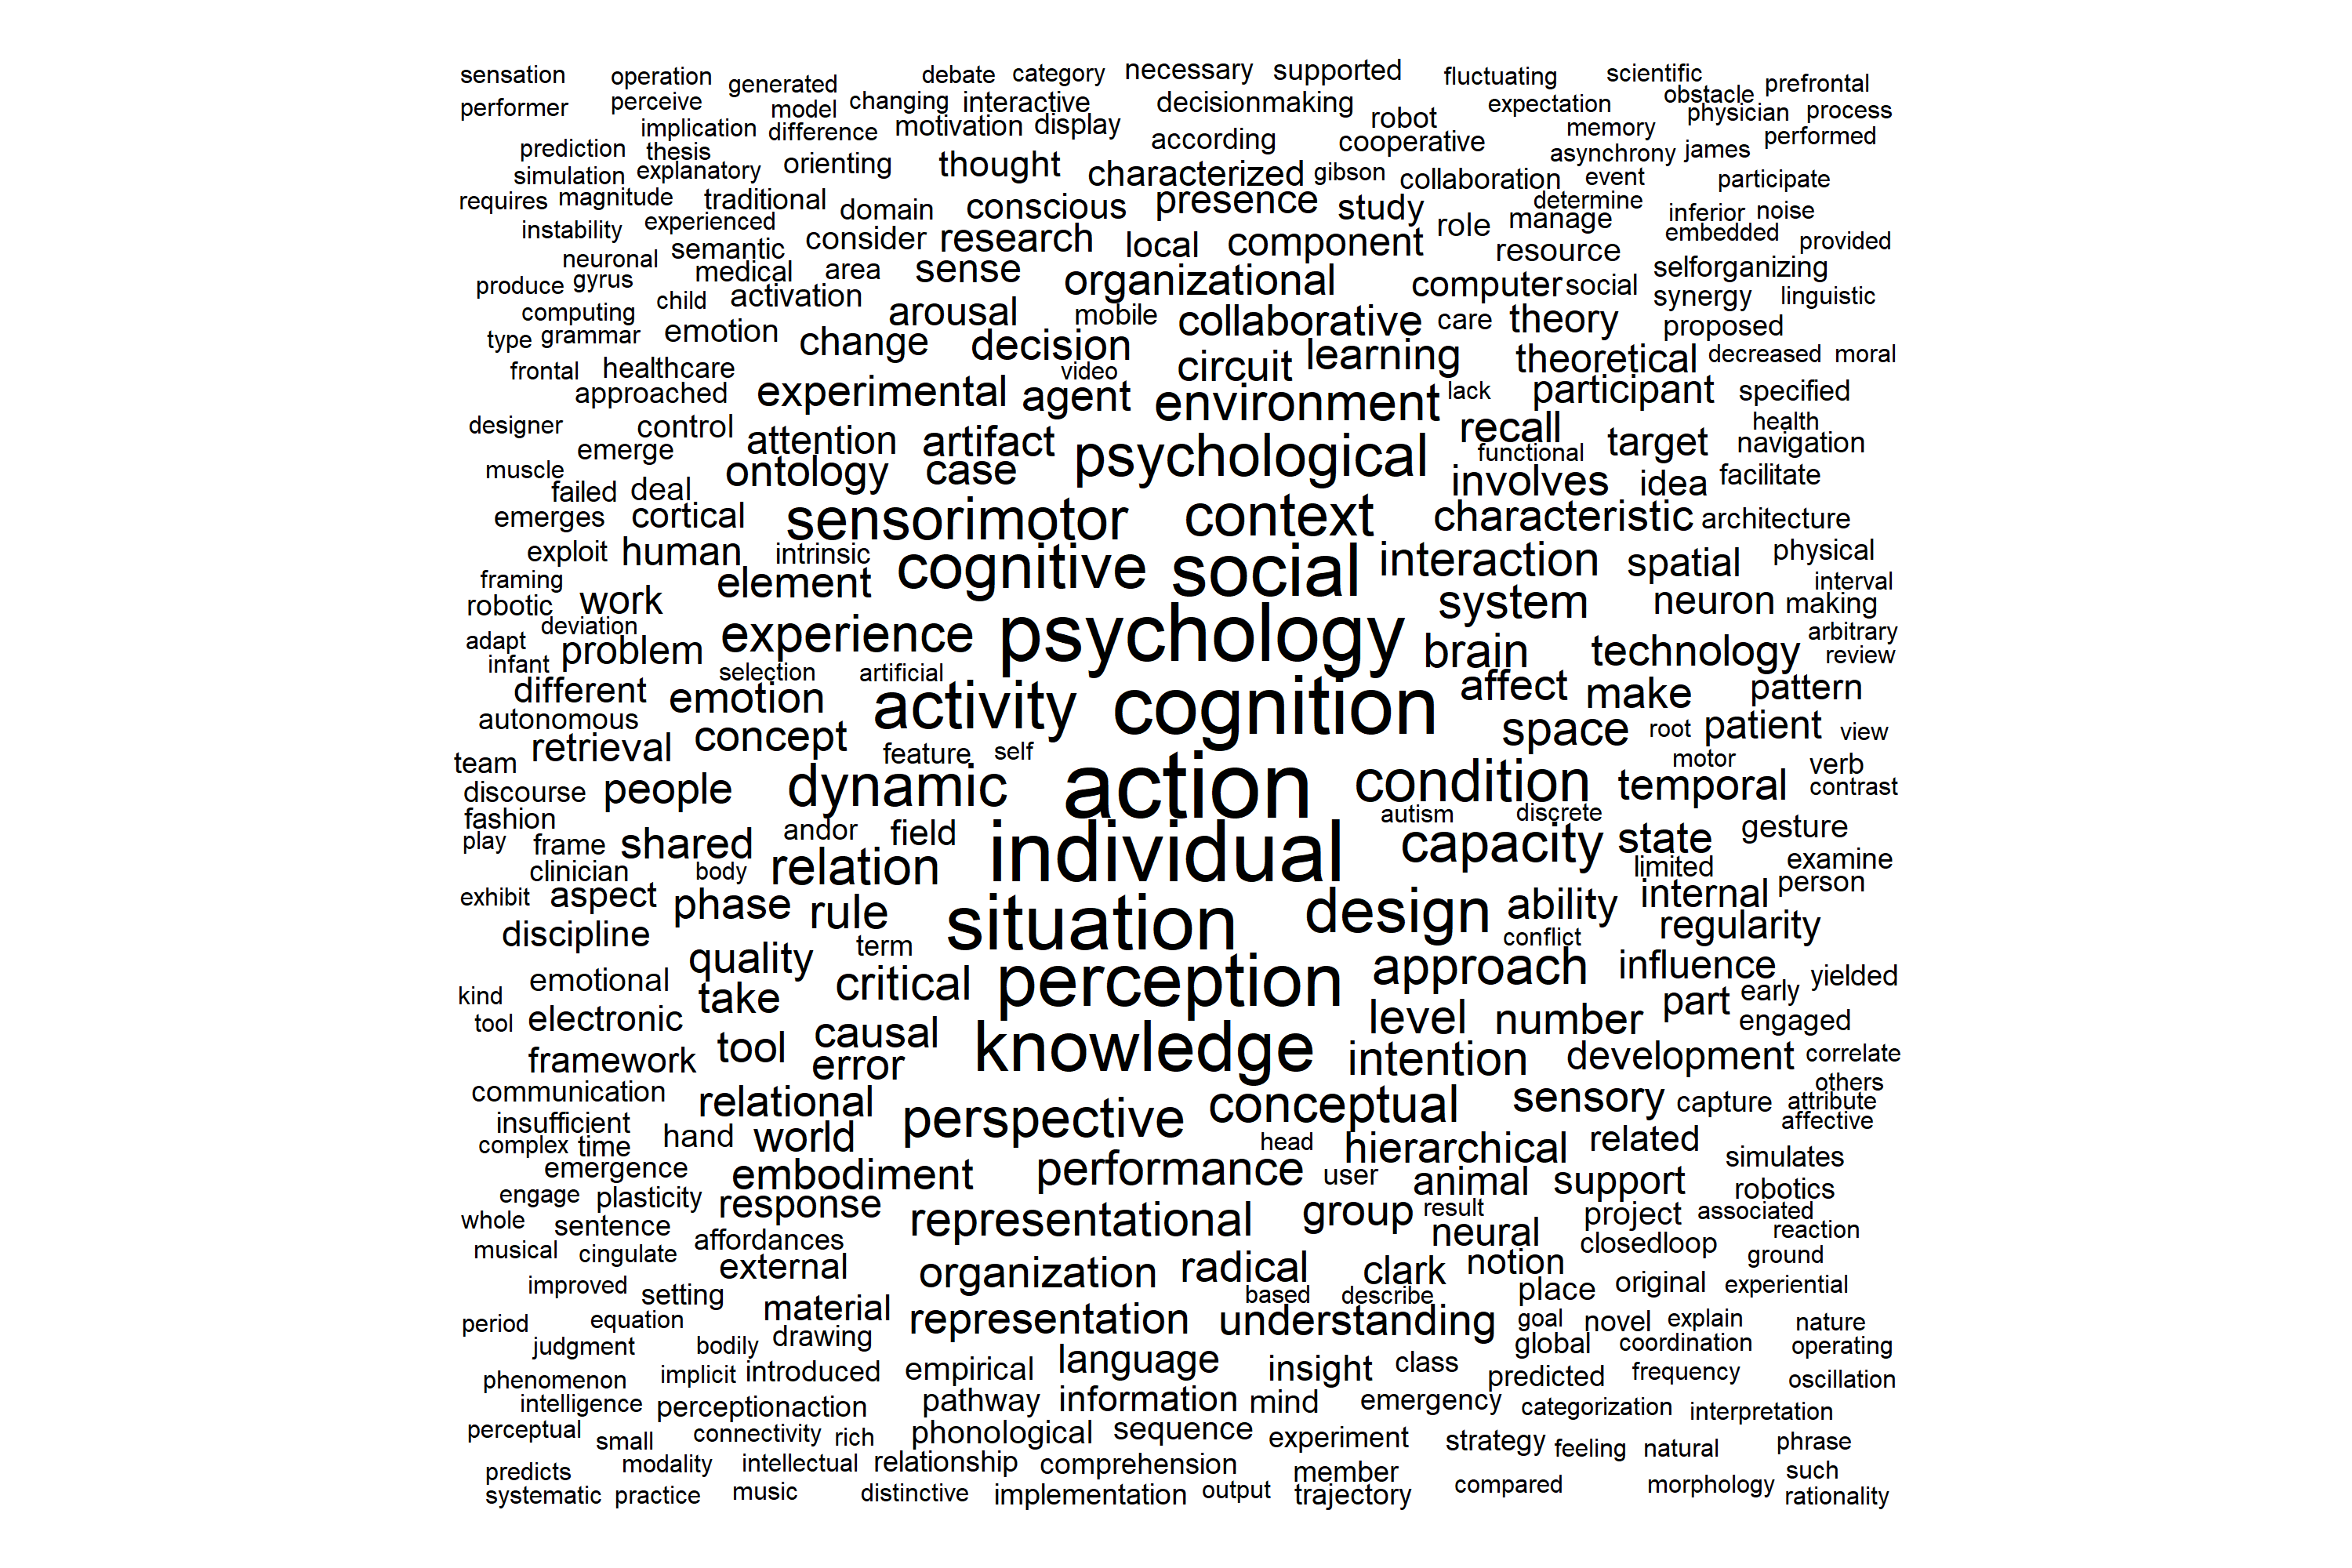 sensation operation generated debate category necessary supported fluctuating scientific prefrontal
performer perceive model changing interactive decisionmaking robot expectation obstacle physician process
implication difference motivation display according cooperative memory performed
prediction thesis explanatory orienting thought characterized gibson collaboration asynchrony james event participate
simulation
requires magnitude traditional domain conscious presence study role manage determine inferior noise
instability experienced semantic consider research local component resource embedded provided
neuronal medical area sense organizational computer social selforganizing
produce gyrus child activation arousal mobile collaborative care theory synergy linguistic
computing emotion change decision circuit learning theoretical proposed
type grammar decreased moral
frontal healthcare video
approached experimental agent environment lack participant specified
designer control attention artifact psychological recall target health navigation
emerge functional
muscle ontology case involves idea facilitate
failed deal
emerges cortical sensorimotor context characteristic architecture
exploit human intrinsic cognitive social interaction spatial physical
framing element interval
robotic work system neuron making
adapt deviation problem experience psychology brain technology arbitrary
infant selection artificial review
different emotion activity cognition affect make pattern
autonomous concept space root patient view
retrieval feature self
team people dynamic action condition motor temporal verb
discourse contrast
fashion andor field autism discrete gesture
play frame shared relation individual capacity state limited examine
clinician body person
exhibit aspect phase rule situation design ability internal
discipline term conflict regularity
quality critical perception approach influence yielded
emotional
kind take part early
tool electronic causal knowledge level number engaged
framework tool error intention development correlate
communication relational perspective conceptual sensory capture others attribute
insufficient affective
complex time hand world head hierarchical related
emergence embodiment performance user animal support simulates
engage plasticity response robotics
whole sentence representational group result neural project associated reaction
musical cingulate affordances closedloop ground
external organization radical clark notion
improved setting place original experiential
material based describe
period equation representation understanding goal novel explain nature
judgment bodily drawing global coordination operating
phenomenon implicit introduced empirical language insight class predicted frequency oscillation
intelligence perceptionaction pathway information mind emergency categorization interpretation
perceptual small connectivity rich phonological sequence experiment strategy feeling natural phrase
predicts modality intellectual relationship comprehension member such
systematic practice music distinctive implementation output trajectory compared morphology rationality